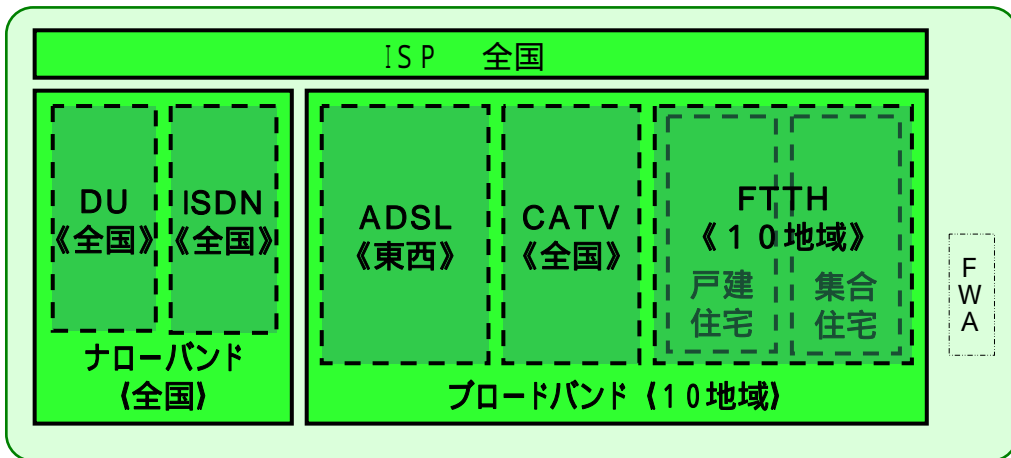 ISP 全国
DU
《全国》
ISDN
《全国》
ADSL
《東西》
CATV
《全国》
FTTH
《10地域》
戸建
住宅
集合
住宅
ナローバンド
《全国》
ブロードバンド《10地域》
F
W
A